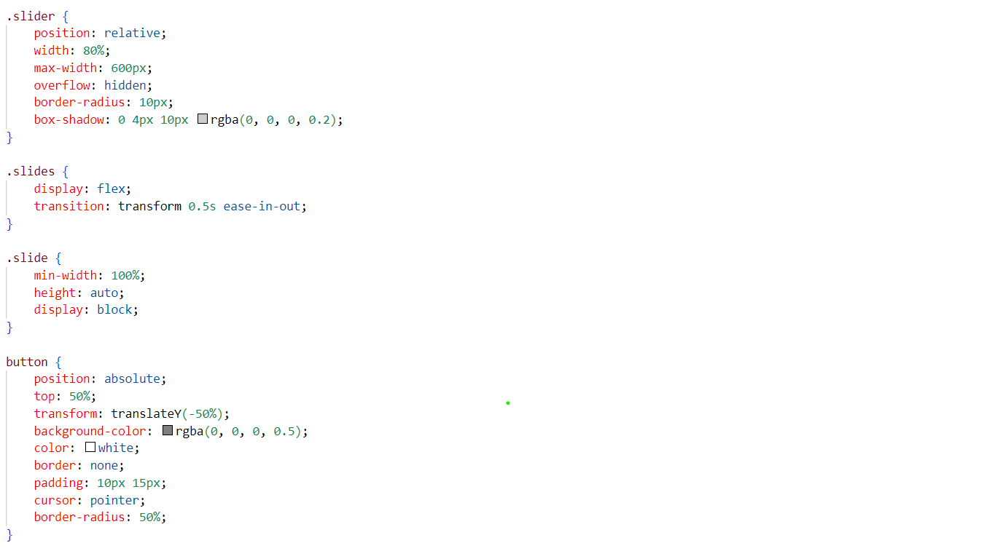 .slider {
    position: relative;
    width: 80%;
    max-width: 600px;
    overflow: hidden;
    border-radius: 10px;
    box-shadow: 0 4px 10px rgba(0, 0, 0, 0.2);
}

.slides {
    display: flex;
    transition: transform 0.5s ease-in-out;
}

.slide {
    min-width: 100%;
    height: auto;
    display: block;
}

button {
    position: absolute;
    top: 50%;
    transform: translateY(-50%);
    background-color: rgba(0, 0, 0, 0.5);
    color: white;
    border: none;
    padding: 10px 15px;
    cursor: pointer;
    border-radius: 50%;
}